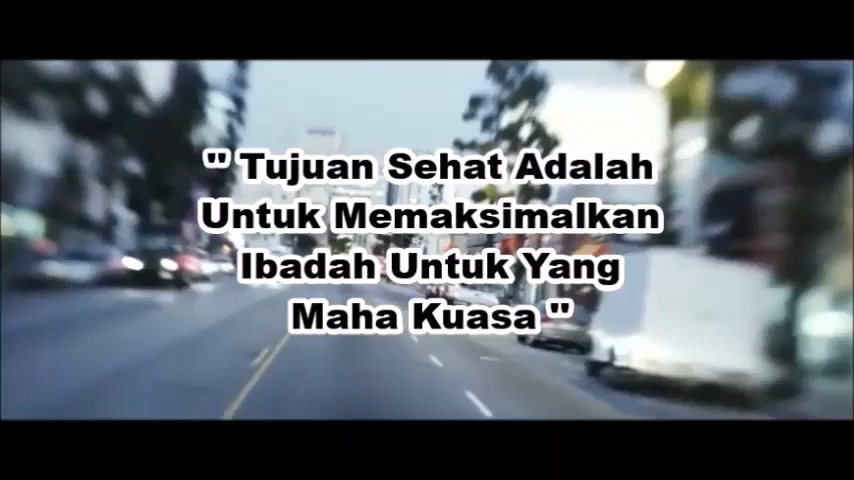 " Tujuan Sehat Adalah
Untuk Memaksimalkan
Ibadah Untuk Yang
Maha Kuasa "